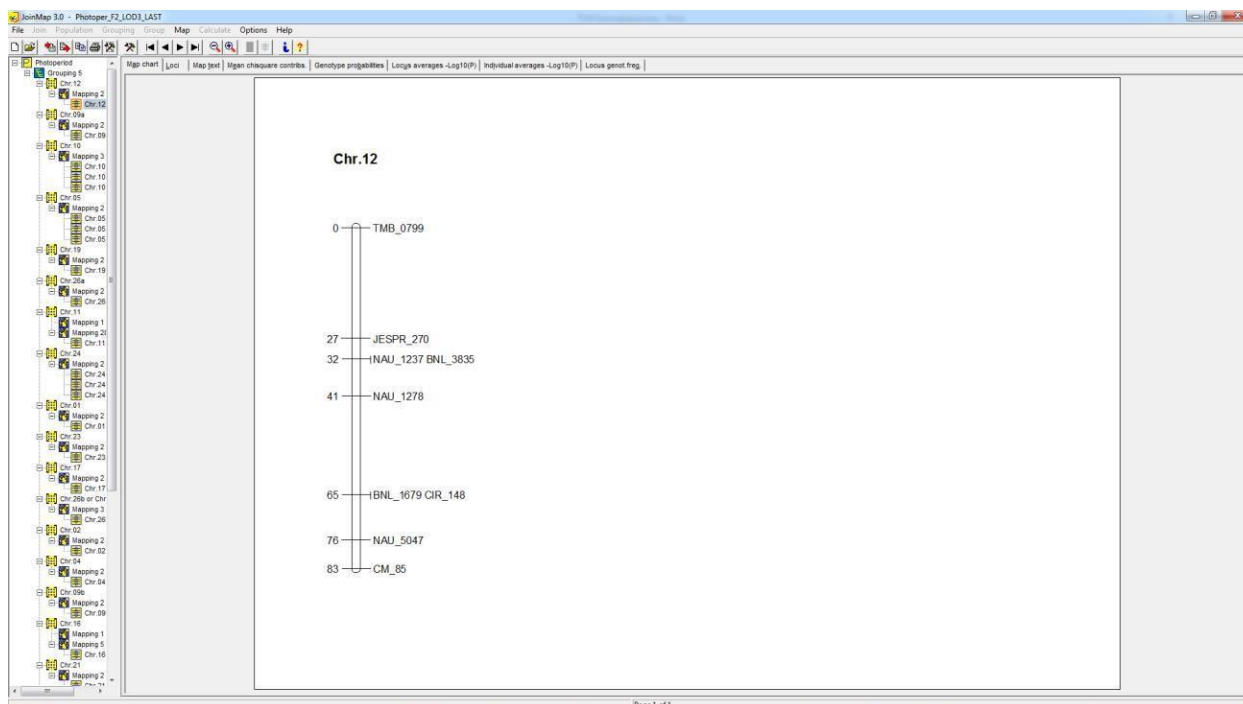 JoinMap 3.0 - Photoper_F2_LOD3_LAST
File Join Population Grouping Group Map Calculate Options Help
Map chart Loci Map text Mean chisquare contribs. Genotype probabilities Locus averages -Log10(P) Individual averages -Log10(P) Locus genot.freq.
Photoperiod
Grouping 5
Chr.12
Mapping 2
Chr.12
Chr.09a
Mapping 2
Chr.09
Chr.10
Mapping 3
Chr.10
Chr.10
Chr.10
Chr.05
Mapping 2
Chr.05
Chr.05
Chr.05
Chr.19
Mapping 2
Chr.19
Chr.26a
Mapping 2
Chr.26
Chr.11
Mapping 1
Mapping 2
Chr.11
Chr.24
Mapping 2
Chr.24
Chr.24
Chr.24
Chr.01
Mapping 2
Chr.01
Chr.23
Mapping 2
Chr.23
Chr.17
Mapping 2
Chr.17
Chr.26b or Chr
Mapping 3
Chr.26
Chr.02
Mapping 2
Chr.02
Chr.04
Mapping 2
Chr.04
Chr.09b
Mapping 2
Chr.09
Chr.16
Mapping 1
Mapping 5
Chr.16
Chr.21
Mapping 2
Chr.21
Chr.12
0 TMB_0799
27 JESPR_270
32 NAU_1237 BNL_3835
41 NAU_1278
65 BNL_1679 CIR_148
76 NAU_5047
83 CM_85